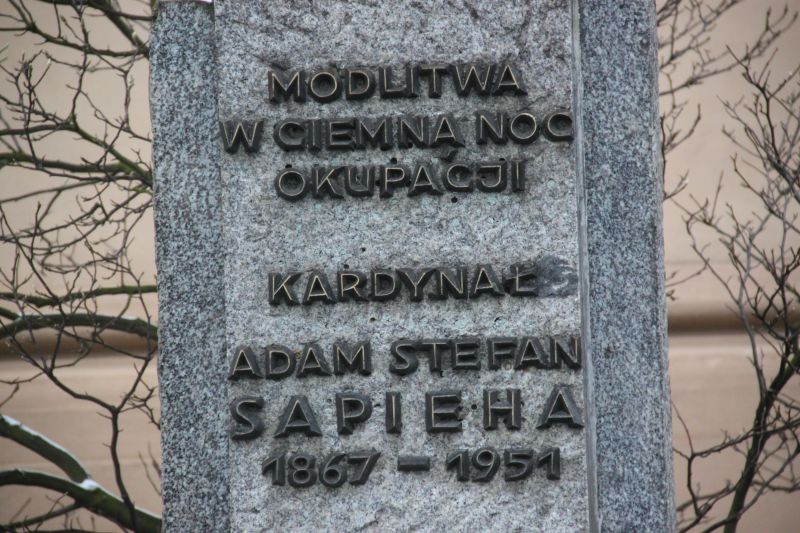 MODLITWA
W CIEMNĄ NOC
OKUPACJI
KARDYNAŁ
ADAM STEFAN
SAPIEHA
1867 – 1951